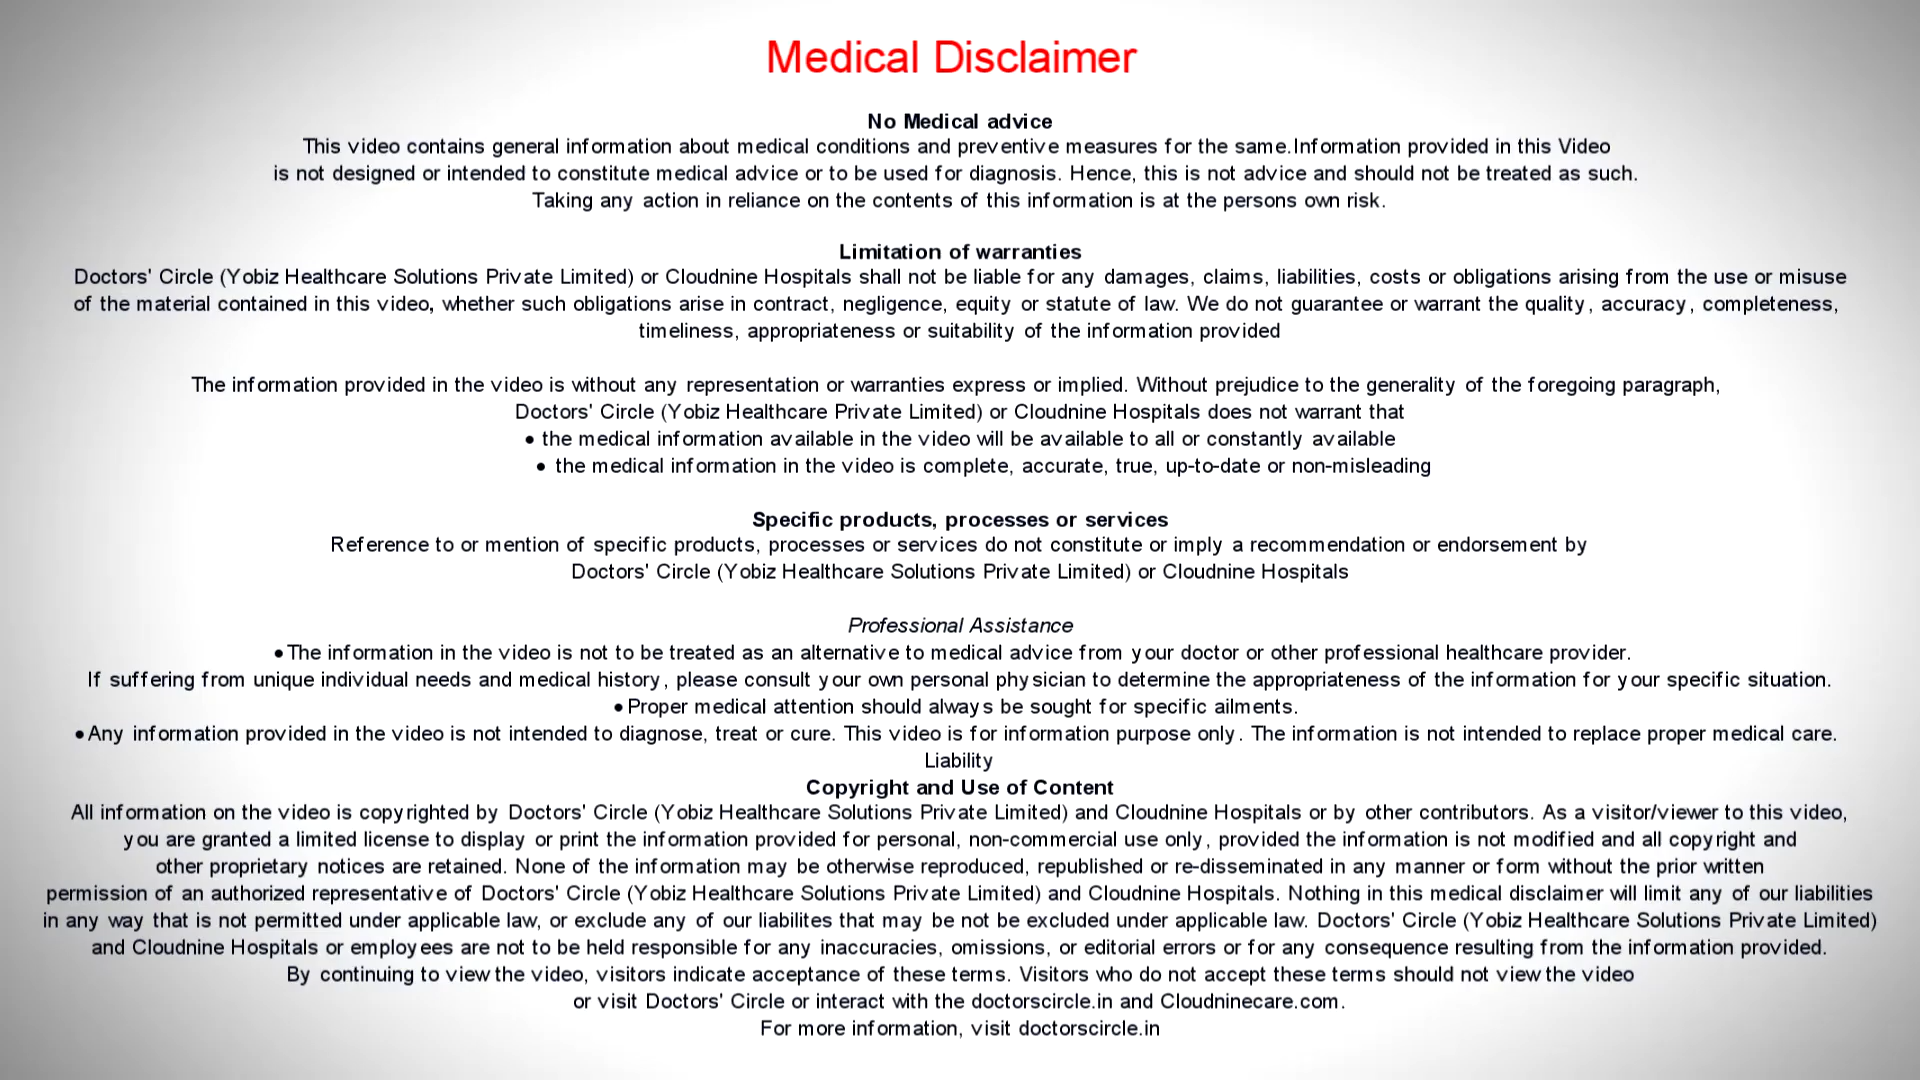 Medical Disclaimer
No Medical advice
This video contains general information about medical conditions and preventive measures for the same.Information provided in this Video
is not designed or intended to constitute medical advice or to be used for diagnosis. Hence, this is not advice and should not be treated as such.
Taking any action in reliance on the contents of this information is at the persons own risk.
Limitation of warranties
Doctors' Circle (Yobiz Healthcare Solutions Private Limited) or Cloudnine Hospitals shall not be liable for any damages, claims, liabilities, costs or obligations arising from the use or misuse
of the material contained in this video, whether such obligations arise in contract, negligence, equity or statute of law. We do not guarantee or warrant the quality, accuracy, completeness,
timeliness, appropriateness or suitability of the information provided
The information provided in the video is without any representation or warranties express or implied. Without prejudice to the generality of the foregoing paragraph,
Doctors' Circle (Yobiz Healthcare Private Limited) or Cloudnine Hospitals does not warrant that
• the medical information available in the video will be available to all or constantly available
• the medical information in the video is complete, accurate, true, up-to-date or non-misleading
Specific products, processes or services
Reference to or mention of specific products, processes or services do not constitute or imply a recommendation or endorsement by
Doctors' Circle (Yobiz Healthcare Solutions Private Limited) or Cloudnine Hospitals
Professional Assistance
•The information in the video is not to be treated as an alternative to medical advice from your doctor or other professional healthcare provider.
If suffering from unique individual needs and medical history, please consult your own personal physician to determine the appropriateness of the information for your specific situation.
•Proper medical attention should always be sought for specific ailments.
•Any information provided in the video is not intended to diagnose, treat or cure. This video is for information purpose only. The information is not intended to replace proper medical care.
Liability
Copyright and Use of Content
All information on the video is copyrighted by Doctors' Circle (Yobiz Healthcare Solutions Private Limited) and Cloudnine Hospitals or by other contributors. As a visitor/viewer to this video,
you are granted a limited license to display or print the information provided for personal, non-commercial use only, provided the information is not modified and all copyright and
other proprietary notices are retained. None of the information may be otherwise reproduced, republished or re-disseminated in any manner or form without the prior written
permission of an authorized representative of Doctors' Circle (Yobiz Healthcare Solutions Private Limited) and Cloudnine Hospitals. Nothing in this medical disclaimer will limit any of our liabilities
in any way that is not permitted under applicable law, or exclude any of our liabilites that may be not be excluded under applicable law. Doctors' Circle (Yobiz Healthcare Solutions Private Limited)
and Cloudnine Hospitals or employees are not to be held responsible for any inaccuracies, omissions, or editorial errors or for any consequence resulting from the information provided.
By continuing to view the video, visitors indicate acceptance of these terms. Visitors who do not accept these terms should not view the video
or visit Doctors' Circle or interact with the doctorscircle.in and Cloudninecare.com.
For more information, visit doctorscircle.in